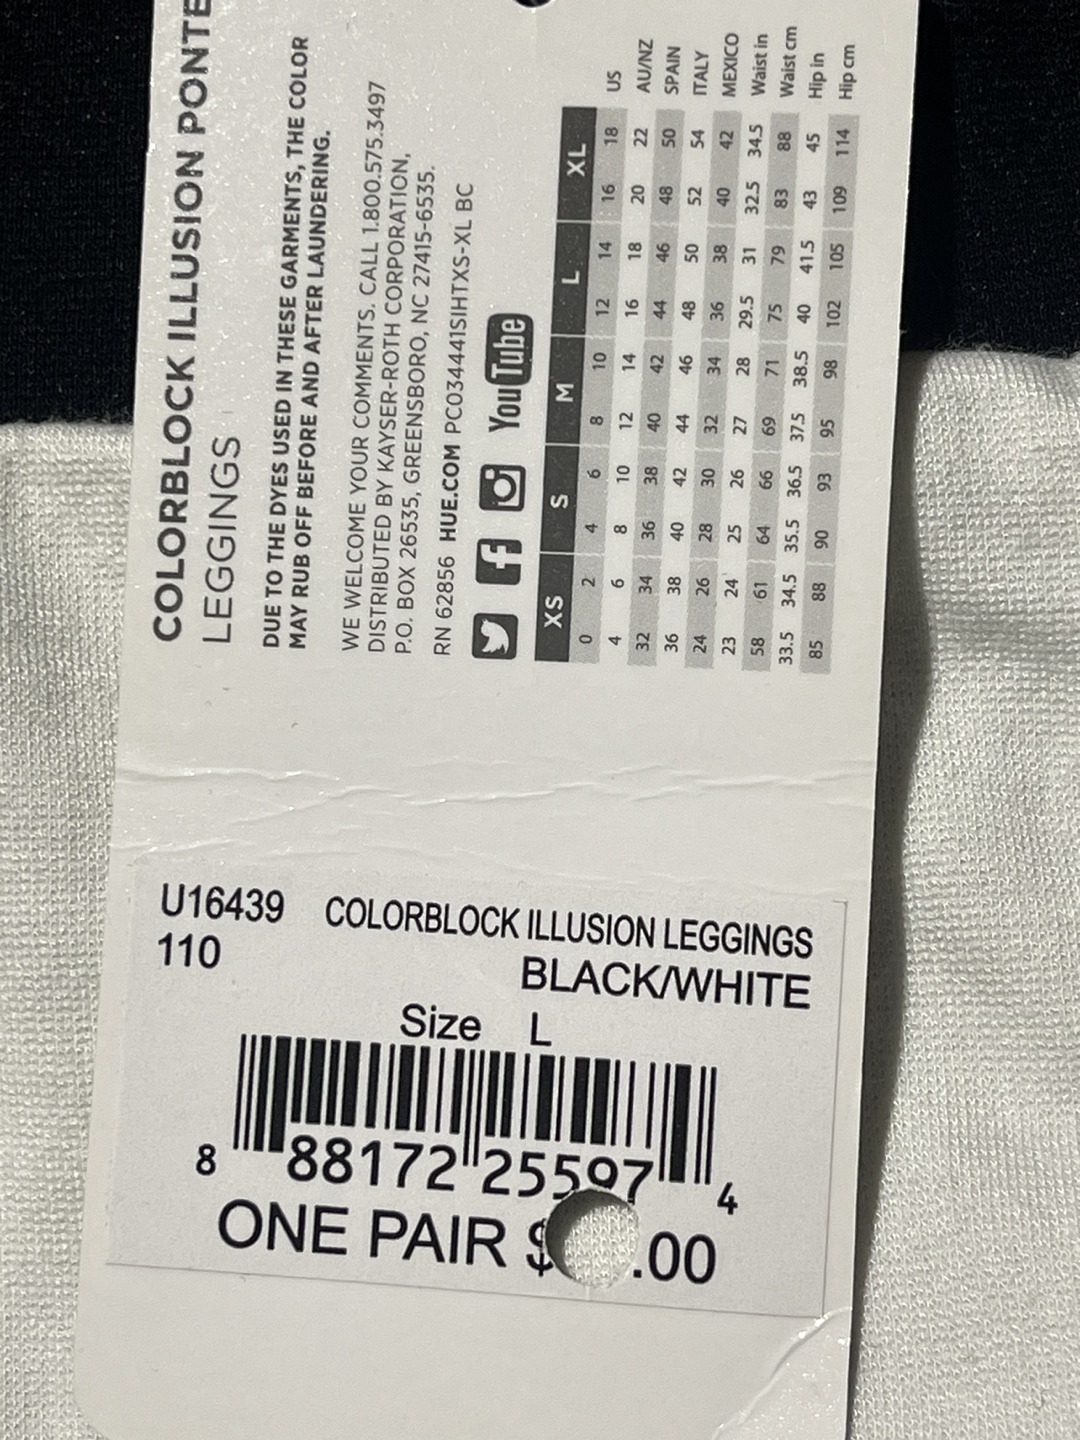 COLORBLOCK ILLUSION PONTE
LEGGINGS
DUE TO THE DYES USED IN THESE GARMENTS, THE COLOR
MAY RUB OFF BEFORE AND AFTER LAUNDERING.
WE WELCOME YOUR COMMENTS. CALL 1.800.575.3497
DISTRIBUTED BY KAYSER-ROTH CORPORATION,
P.O. BOX 26535, GREENSBORO, NC 27415-6535.
RN 62856 HUE.COM PC034441SIHTXS-XL BC
YouTube
XS S M L XL
0 2 4 6 8 10 12 14 16 18 US
4 6 8 10 12 14 16 18 20 22 AU/NZ
32 34 36 38 40 42 44 46 48 50 SPAIN
36 38 40 42 44 46 48 50 52 54 ITALY
24 26 28 30 32 34 36 38 40 42 MEXICO
23 24 25 26 27 28 29.5 31 32.5 34.5 Waist in
58 61 64 66 69 71 75 79 83 88 Waist cm
33.5 34.5 35.5 36.5 37.5 38.5 40 41.5 43 45 Hip in
85 88 90 93 95 98 102 105 109 114 Hip cm
U16439 COLORBLOCK ILLUSION LEGGINGS
110 BLACK/WHITE
Size L
8 88172 25597 4
ONE PAIR $ .00